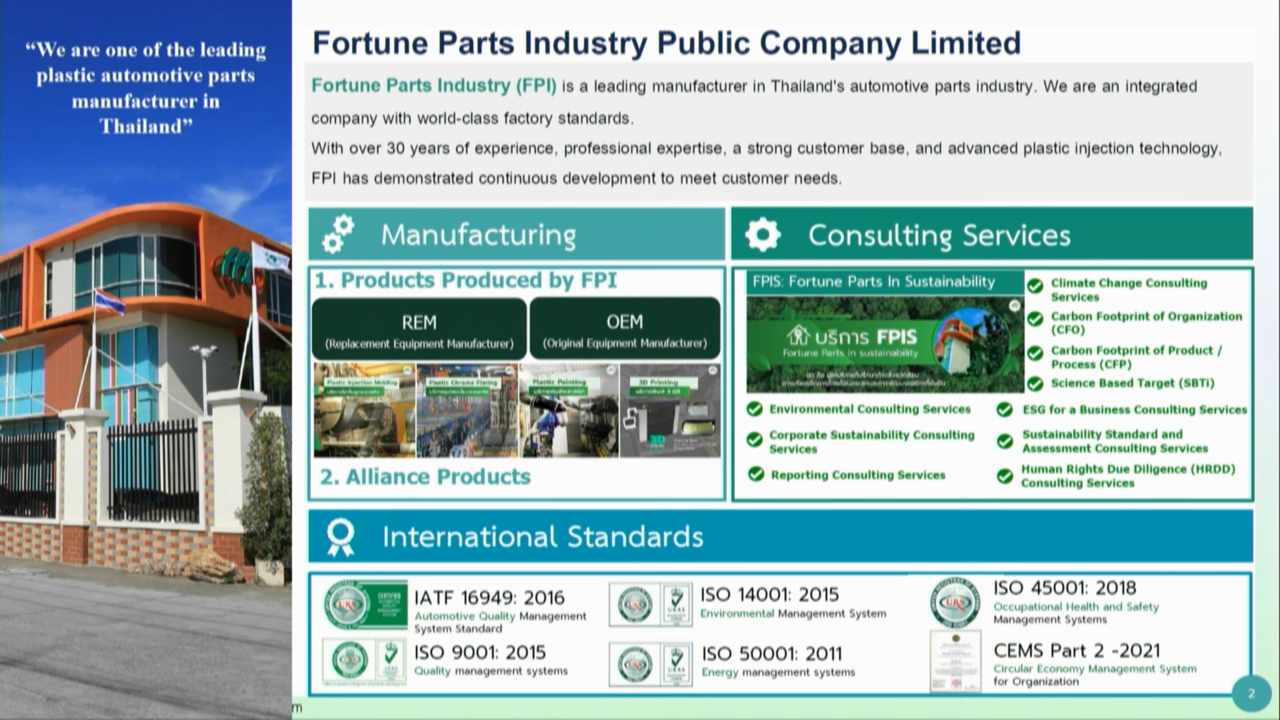 “We are one of the leading
plastic automotive parts
manufacturer in
Thailand”
Fortune Parts Industry Public Company Limited
Fortune Parts Industry (FPI) is a leading manufacturer in Thailand's automotive parts industry. We are an integrated
company with world-class factory standards.
With over 30 years of experience, professional expertise, a strong customer base, and advanced plastic injection technology,
FPI has demonstrated continuous development to meet customer needs.
Manufacturing
1. Products Produced by FPI
REM
(Replacement Equipment Manufacturer)
OEM
(Original Equipment Manufacturer)
Plastic Injection Molding
Plastic Chrome Plating
Plastic Painting
3D Printing
3D
2. Alliance Products
Consulting Services
FPIS: Fortune Parts In Sustainability
บริการ FPIS
Fortune Parts in sustainability
Climate Change Consulting
Services
Carbon Footprint of Organization
(CFO)
Carbon Footprint of Product /
Process (CFP)
Science Based Target (SBTi)
Environmental Consulting Services
Corporate Sustainability Consulting
Services
Reporting Consulting Services
ESG for a Business Consulting Services
Sustainability Standard and
Assessment Consulting Services
Human Rights Due Diligence (HRDD)
Consulting Services
International Standards
IATF 16949: 2016
Automotive Quality Management
System Standard
ISO 9001: 2015
Quality management systems
ISO 14001: 2015
Environmental Management System
ISO 50001: 2011
Energy management systems
ISO 45001: 2018
Occupational Health and Safety
Management Systems
CEMS Part 2 -2021
Circular Economy Management System
for Organization
m
2